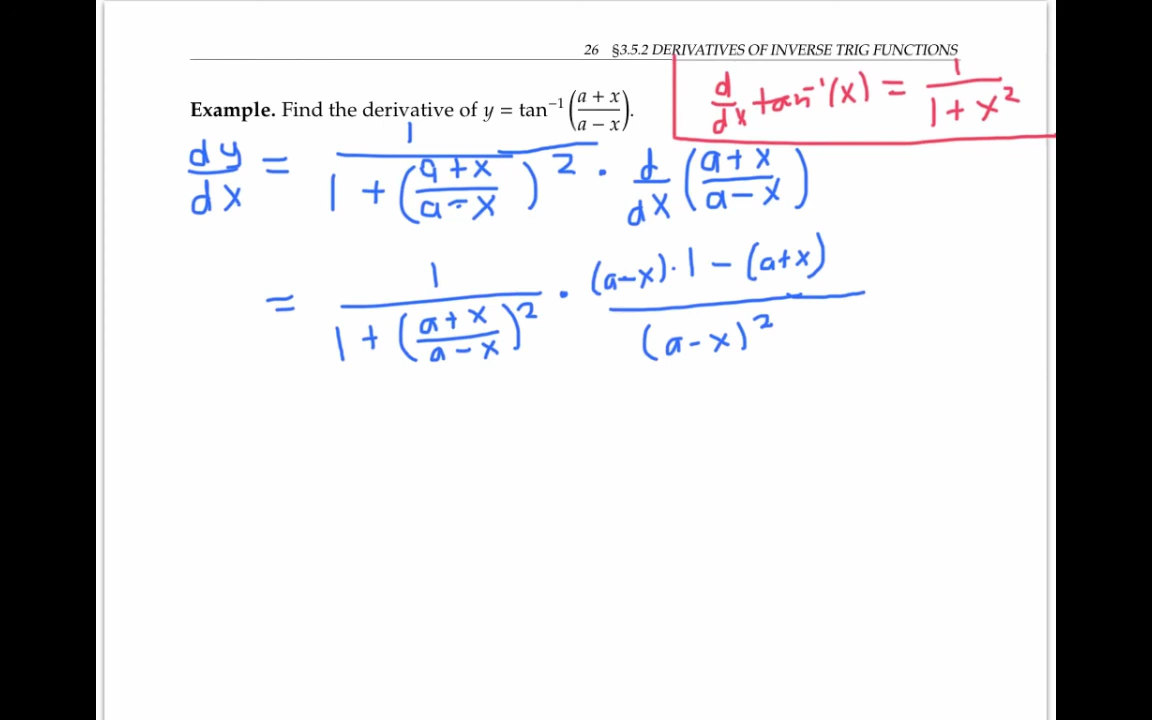 26 §3.5.2 DERIVATIVES OF INVERSE TRIG FUNCTIONS
d/dx tan⁻¹(x) = 1/(1 + x²)
Example. Find the derivative of y = tan⁻¹((a + x)/(a − x)).
dy/dx = 1/(1 + ((a + x)/(a − x))²) · d/dx((a + x)/(a − x))
= 1/(1 + ((a + x)/(a − x))²) · ((a − x) · 1 − (a + x))/(a − x)²